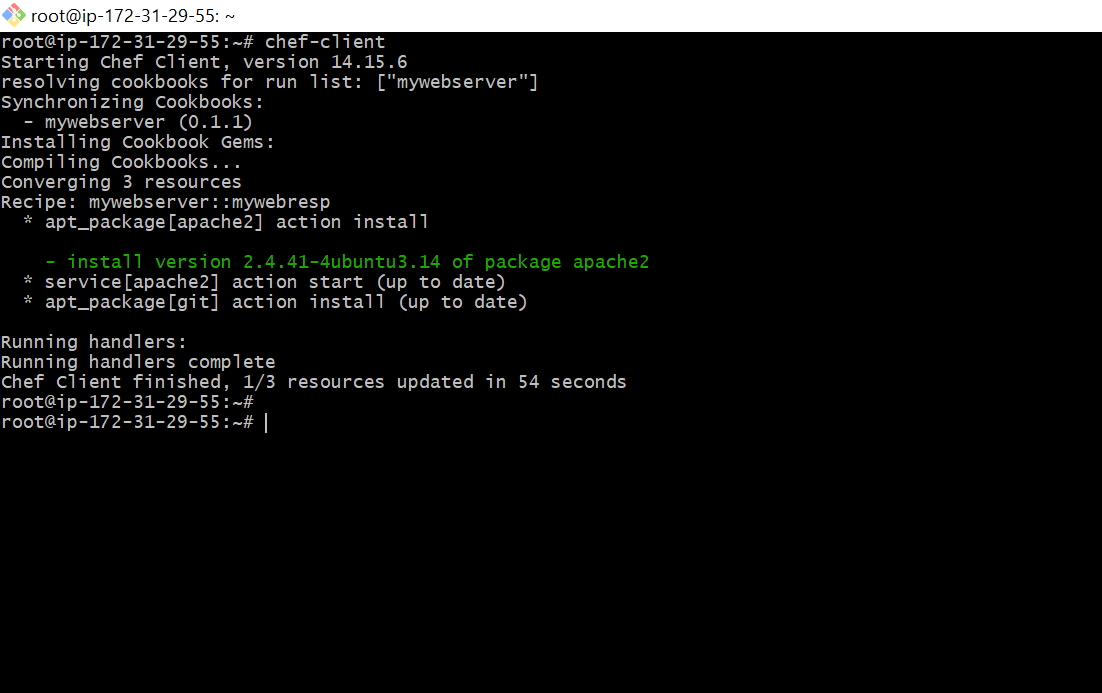 root@ip-172-31-29-55: ~
root@ip-172-31-29-55:~# chef-client
Starting Chef Client, version 14.15.6
resolving cookbooks for run list: ["mywebserver"]
Synchronizing Cookbooks:
  - mywebserver (0.1.1)
Installing Cookbook Gems:
Compiling Cookbooks...
Converging 3 resources
Recipe: mywebserver::mywebresp
  * apt_package[apache2] action install
    - install version 2.4.41-4ubuntu3.14 of package apache2
  * service[apache2] action start (up to date)
  * apt_package[git] action install (up to date)
Running handlers:
Running handlers complete
Chef Client finished, 1/3 resources updated in 54 seconds
root@ip-172-31-29-55:~#
root@ip-172-31-29-55:~#